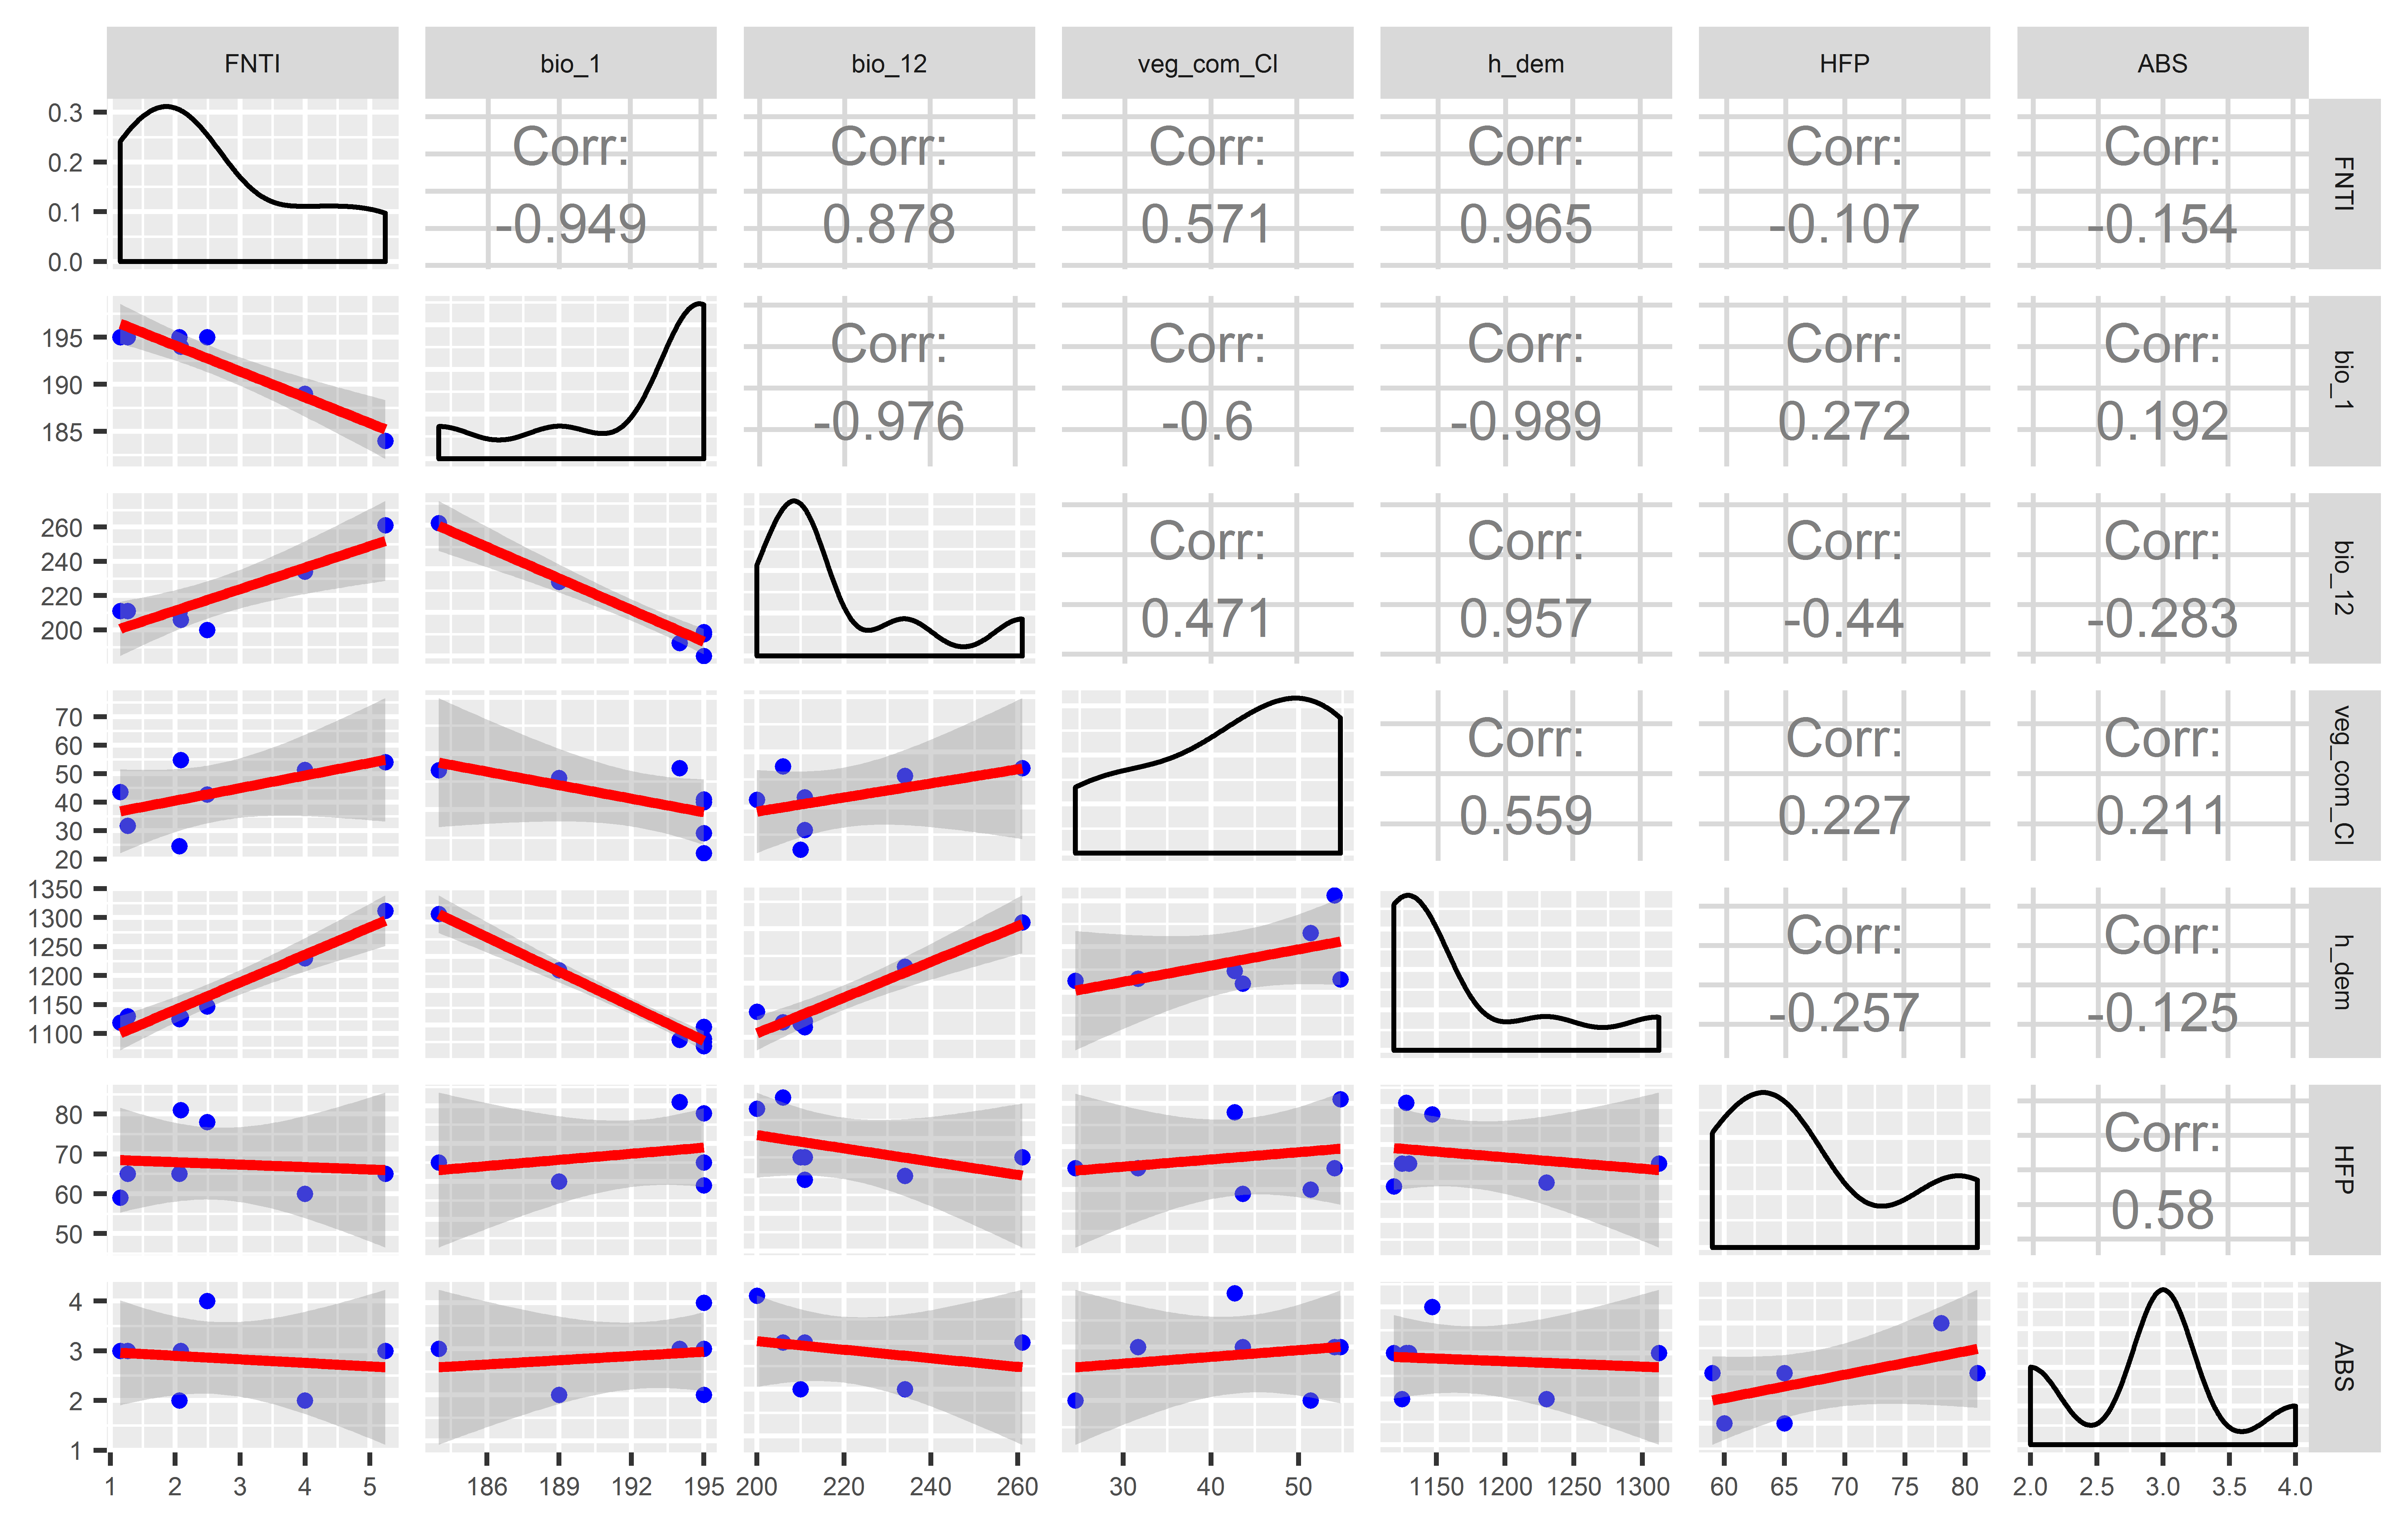 FNTI bio_1 bio_12 veg_com_CI h_dem HFP ABS
0.3
0.2
0.1
0.0
Corr: Corr: Corr: Corr: Corr: Corr:
-0.949 0.878 0.571 0.965 -0.107 -0.154
FNTI
195
190
185
Corr: Corr: Corr: Corr: Corr:
-0.976 -0.6 -0.989 0.272 0.192
bio_1
260
240
220
200
Corr: Corr: Corr: Corr:
0.471 0.957 -0.44 -0.283
bio_12
70
60
50
40
30
20
Corr: Corr: Corr:
0.559 0.227 0.211
veg_com_CI
1350
1300
1250
1200
1150
1100
Corr: Corr:
-0.257 -0.125
h_dem
80
70
60
50
Corr:
0.58
HFP
4
3
2
1
ABS
1 2 3 4 5 186 189 192 195 200 220 240 260 30 40 50 1150 1200 1250 1300 60 65 70 75 80 2.0 2.5 3.0 3.5 4.0